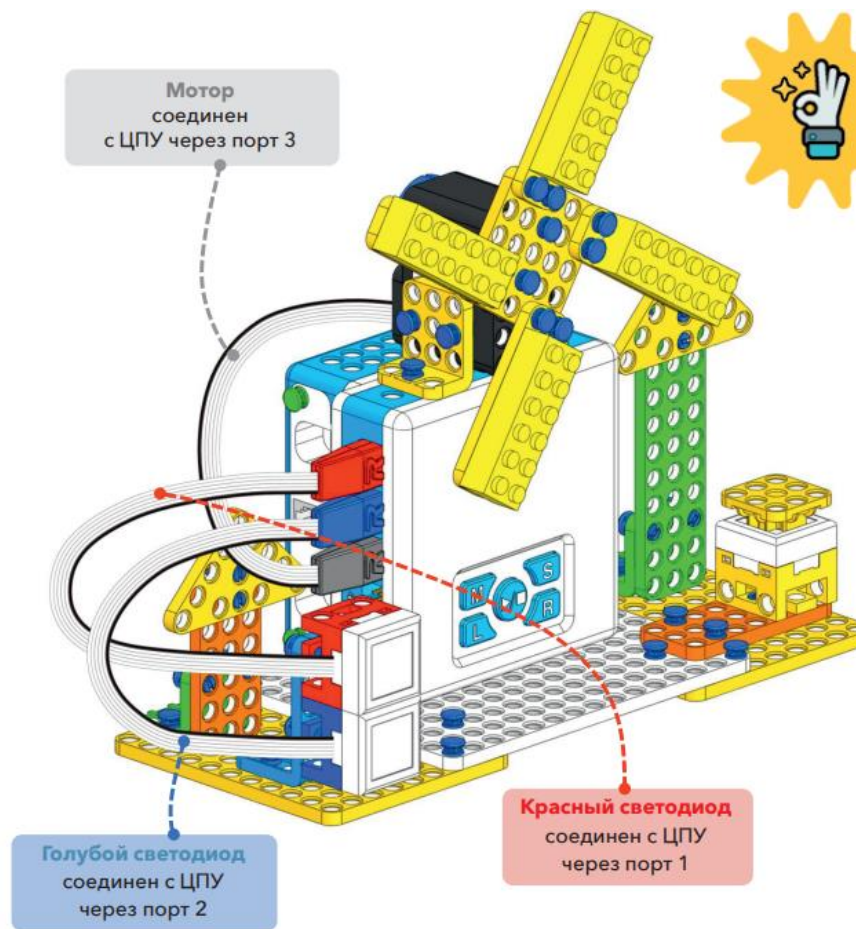 Мотор
соединен
с ЦПУ через порт 3
M
S
L
R
Красный светодиод
соединен с ЦПУ
через порт 1
Голубой светодиод
соединен с ЦПУ
через порт 2